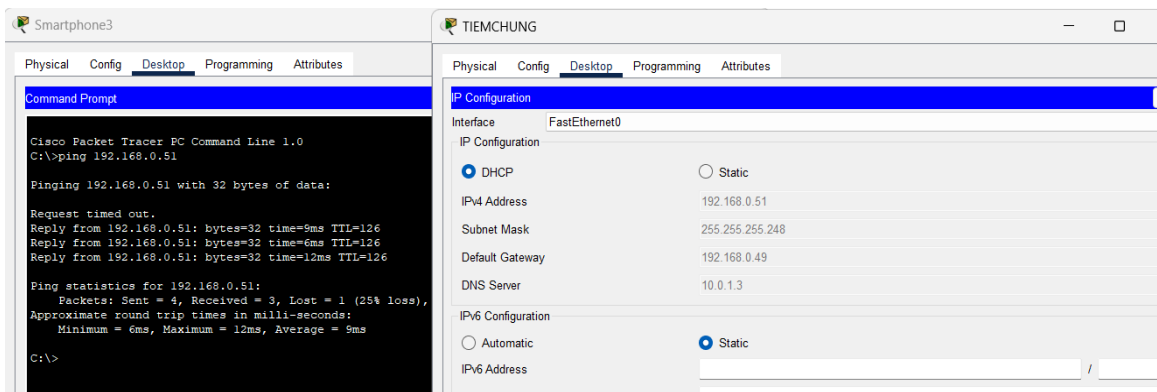 Smartphone3
Physical Config Desktop Programming Attributes
Command Prompt
Cisco Packet Tracer PC Command Line 1.0
C:\>ping 192.168.0.51
Pinging 192.168.0.51 with 32 bytes of data:
Request timed out.
Reply from 192.168.0.51: bytes=32 time=9ms TTL=126
Reply from 192.168.0.51: bytes=32 time=6ms TTL=126
Reply from 192.168.0.51: bytes=32 time=12ms TTL=126
Ping statistics for 192.168.0.51:
Packets: Sent = 4, Received = 3, Lost = 1 (25% loss),
Approximate round trip times in milli-seconds:
Minimum = 6ms, Maximum = 12ms, Average = 9ms
C:\>
TIEMCHUNG
Physical Config Desktop Programming Attributes
IP Configuration
Interface FastEthernet0
IP Configuration
DHCP Static
IPv4 Address 192.168.0.51
Subnet Mask 255.255.255.248
Default Gateway 192.168.0.49
DNS Server 10.0.1.3
IPv6 Configuration
Automatic Static
IPv6 Address /